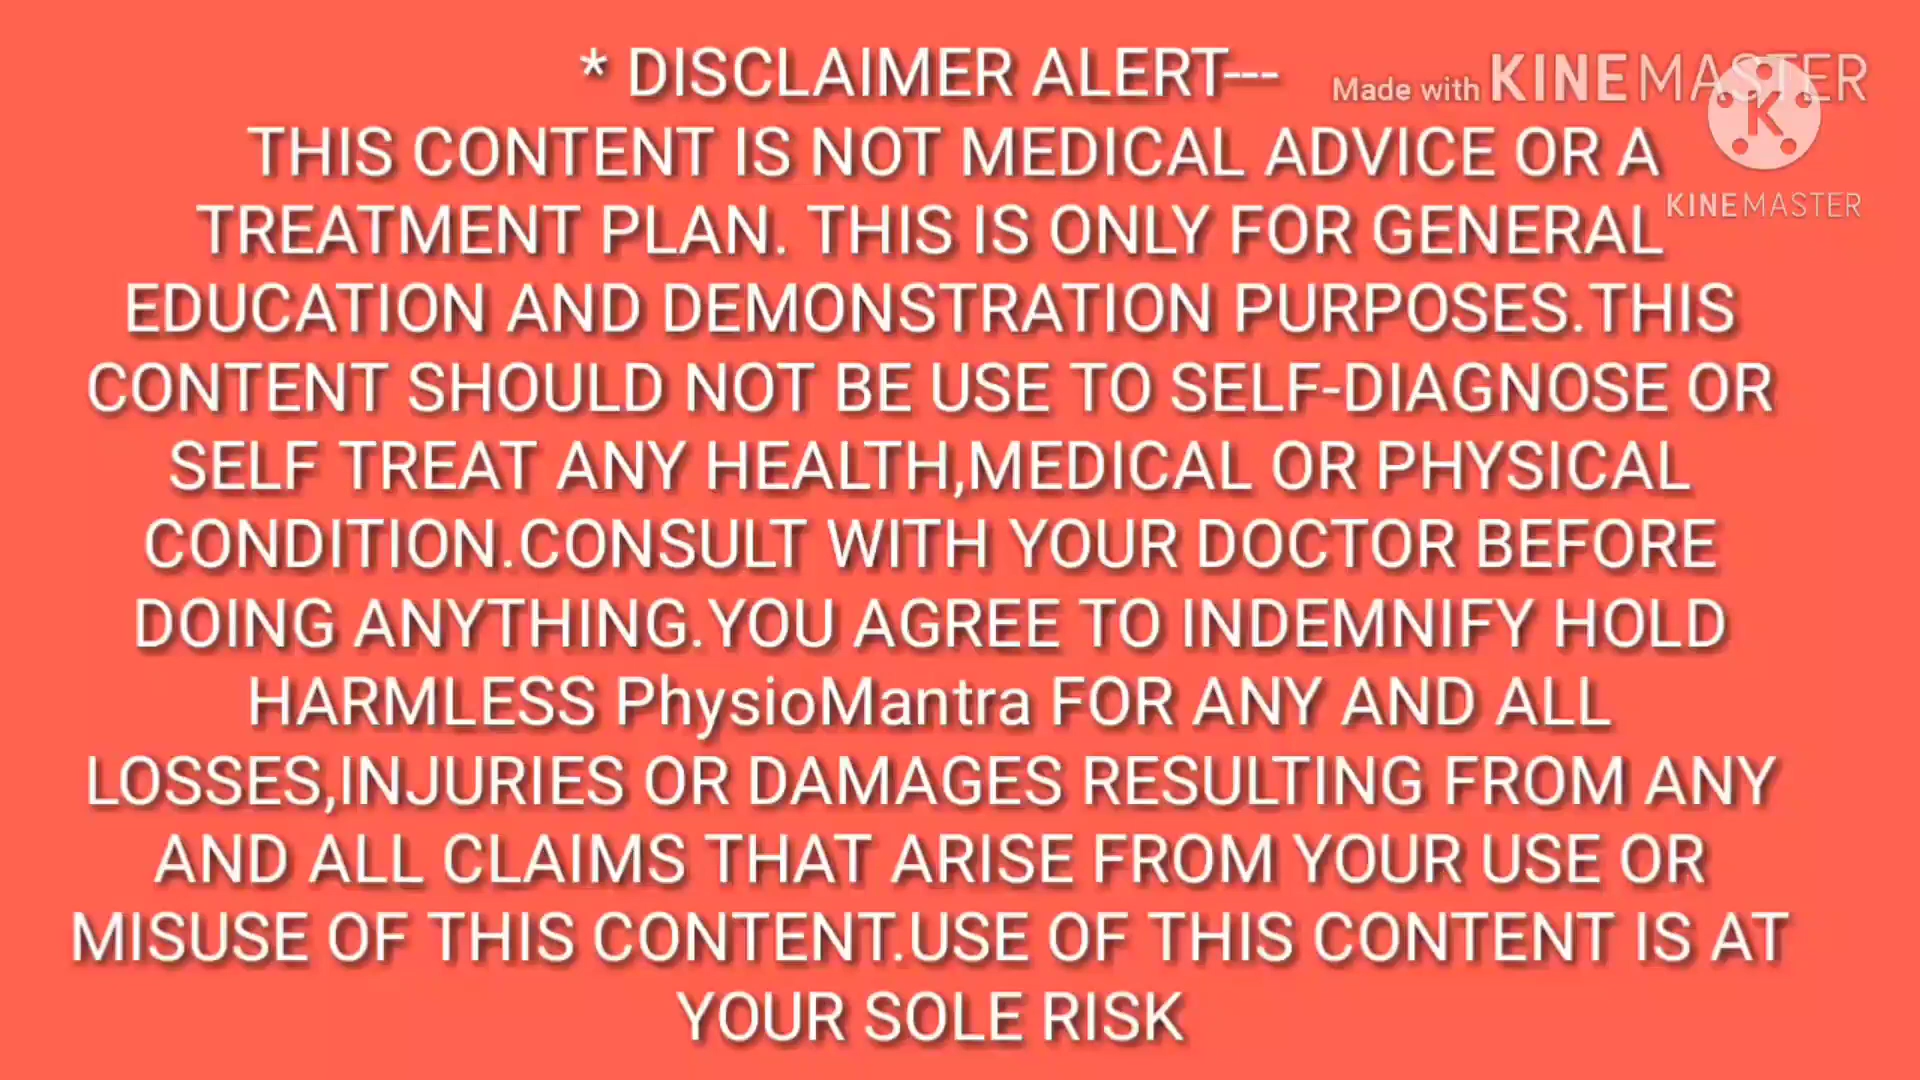 * DISCLAIMER ALERT---
Made with KINEMASTER
K
KINEMASTER
THIS CONTENT IS NOT MEDICAL ADVICE OR A
TREATMENT PLAN. THIS IS ONLY FOR GENERAL
EDUCATION AND DEMONSTRATION PURPOSES.THIS
CONTENT SHOULD NOT BE USE TO SELF-DIAGNOSE OR
SELF TREAT ANY HEALTH,MEDICAL OR PHYSICAL
CONDITION.CONSULT WITH YOUR DOCTOR BEFORE
DOING ANYTHING.YOU AGREE TO INDEMNIFY HOLD
HARMLESS PhysioMantra FOR ANY AND ALL
LOSSES,INJURIES OR DAMAGES RESULTING FROM ANY
AND ALL CLAIMS THAT ARISE FROM YOUR USE OR
MISUSE OF THIS CONTENT.USE OF THIS CONTENT IS AT
YOUR SOLE RISK